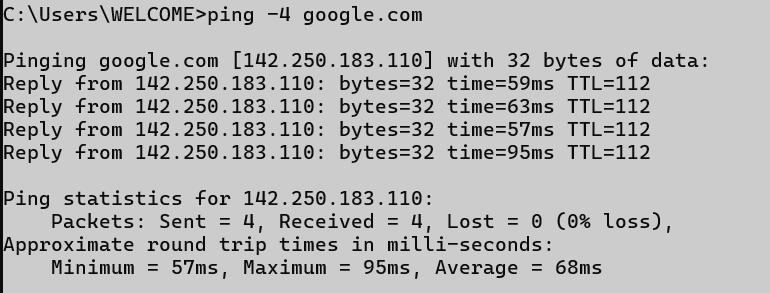 C:\Users\WELCOME>ping -4 google.com
Pinging google.com [142.250.183.110] with 32 bytes of data:
Reply from 142.250.183.110: bytes=32 time=59ms TTL=112
Reply from 142.250.183.110: bytes=32 time=63ms TTL=112
Reply from 142.250.183.110: bytes=32 time=57ms TTL=112
Reply from 142.250.183.110: bytes=32 time=95ms TTL=112
Ping statistics for 142.250.183.110:
    Packets: Sent = 4, Received = 4, Lost = 0 (0% loss),
Approximate round trip times in milli-seconds:
    Minimum = 57ms, Maximum = 95ms, Average = 68ms